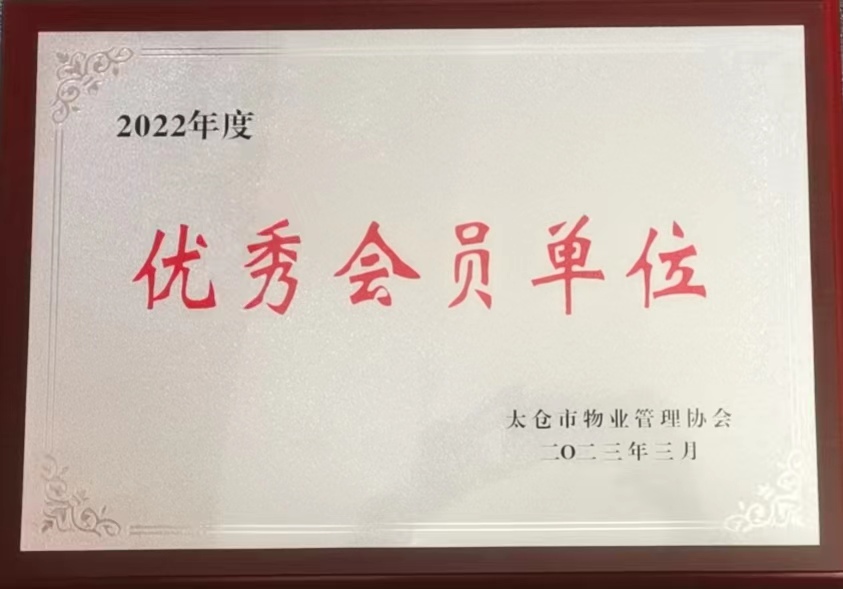 2022年度
优秀会员单位
太仓市物业管理协会
二〇二三年三月